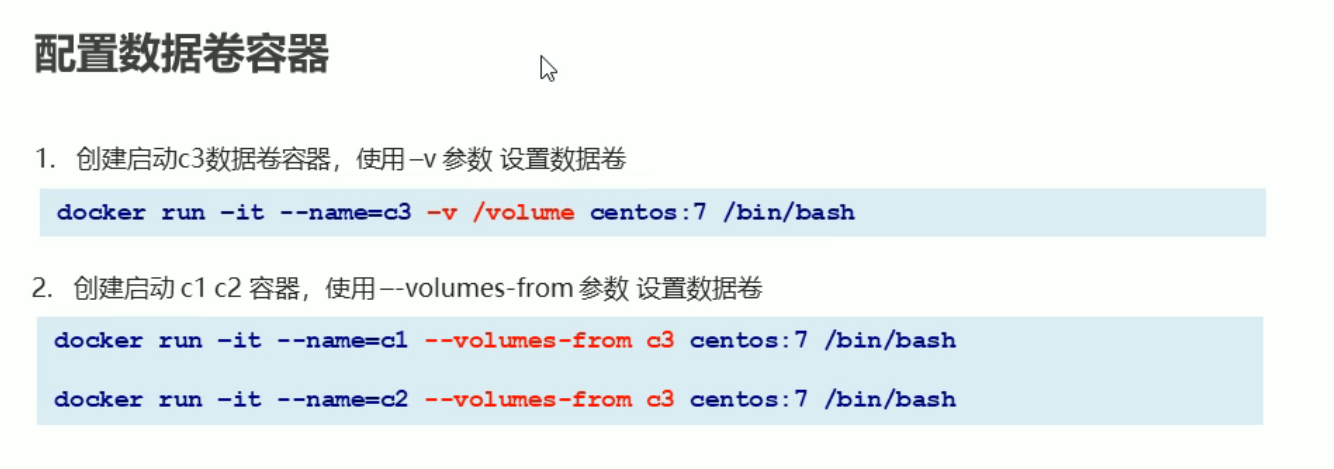 配置数据卷容器
1. 创建启动c3数据卷容器，使用 –v 参数 设置数据卷
docker run –it --name=c3 –v /volume centos:7 /bin/bash
2. 创建启动 c1 c2 容器，使用 –-volumes-from 参数 设置数据卷
docker run –it --name=c1 --volumes-from c3 centos:7 /bin/bash
docker run –it --name=c2 --volumes-from c3 centos:7 /bin/bash